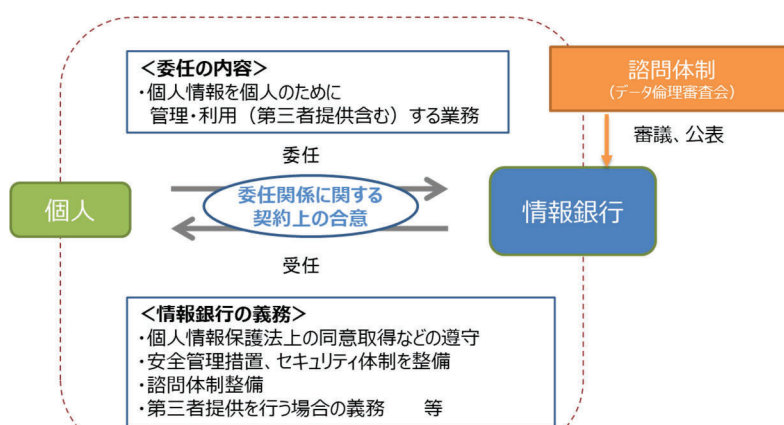 <委任の内容>
・個人情報を個人のために
管理・利用（第三者提供含む）する業務
諮問体制
（データ倫理審査会）
審議、公表
委任
個人
委任関係に関する
契約上の合意
情報銀行
受任
<情報銀行の義務>
・個人情報保護法上の同意取得などの遵守
・安全管理措置、セキュリティ体制を整備
・諮問体制整備
・第三者提供を行う場合の義務　　等